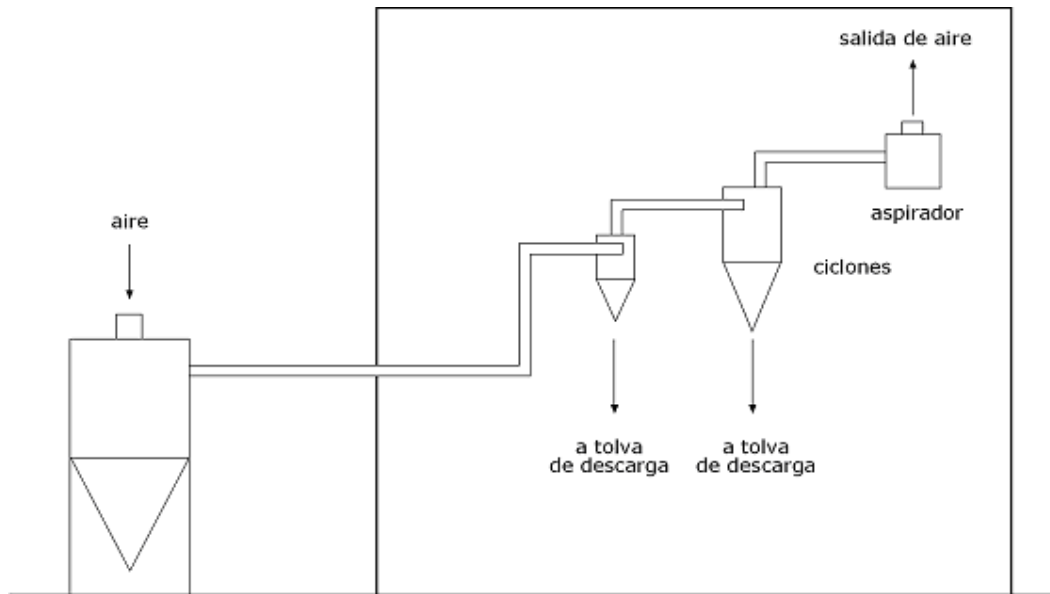 salida de aire
aire
aspirador
ciclones
a tolva
de descarga
a tolva
de descarga